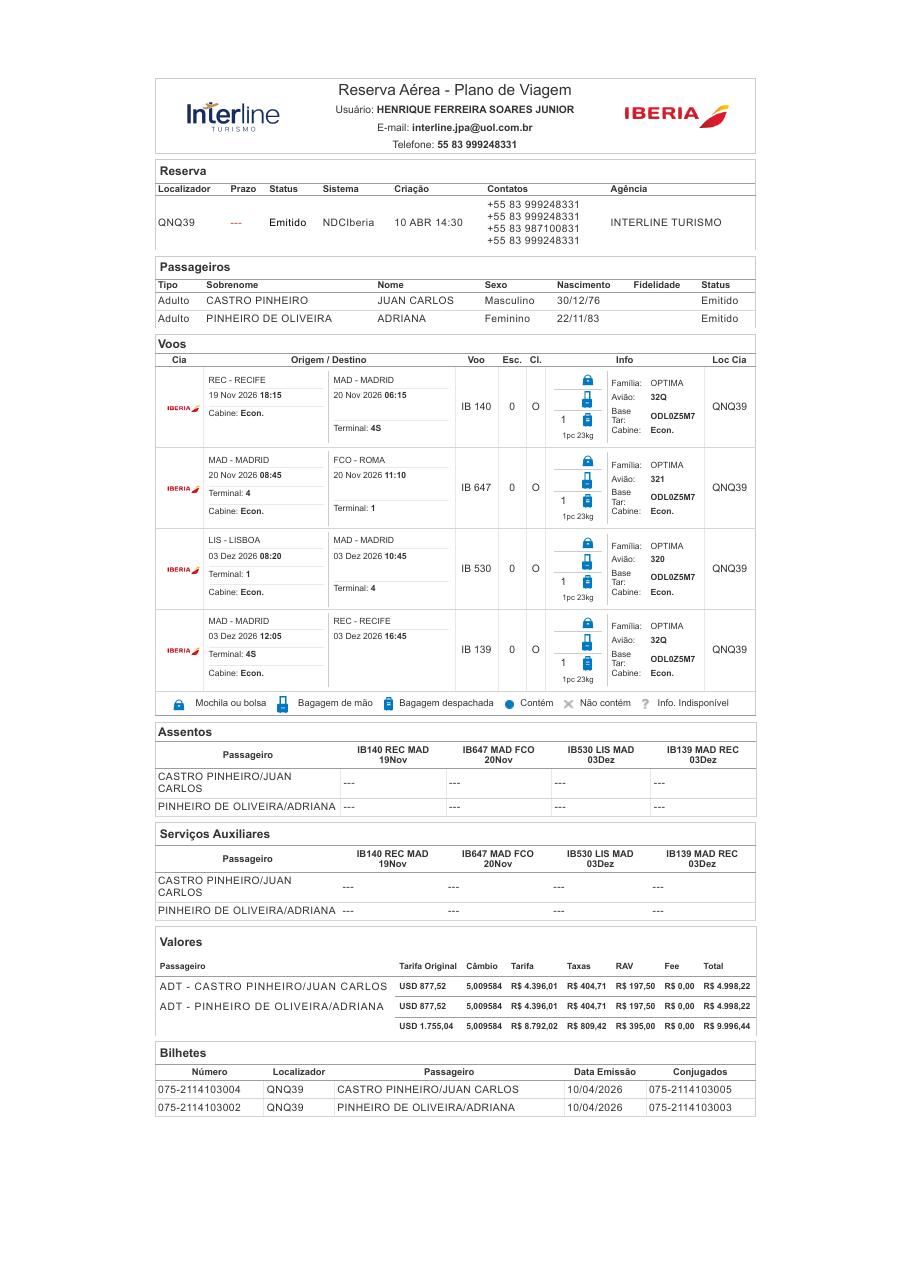 Interline
TURISMO
Reserva Aérea - Plano de Viagem
Usuário: HENRIQUE FERREIRA SOARES JUNIOR
E-mail: interline.jpa@uol.com.br
Telefone: 55 83 999248331
IBERIA
Reserva
Localizador Prazo Status Sistema Criação Contatos Agência
+55 83 999248331
+55 83 999248331
QNQ39 --- Emitido NDCIberia 10 ABR 14:30 INTERLINE TURISMO
+55 83 987100831
+55 83 999248331
Passageiros
Tipo Sobrenome Nome Sexo Nascimento Fidelidade Status
Adulto CASTRO PINHEIRO JUAN CARLOS Masculino 30/12/76 Emitido
Adulto PINHEIRO DE OLIVEIRA ADRIANA Feminino 22/11/83 Emitido
Voos
Cia Origem / Destino Voo Esc. Cl. Info Loc Cia
IBERIA
REC - RECIFE
19 Nov 2026 18:15
Cabine: Econ.
MAD - MADRID
20 Nov 2026 06:15
Terminal: 4S
IB 140 0 O
1
1pc 23kg
Família: OPTIMA
Avião: 32Q
Base Tar: ODL0Z5M7
Cabine: Econ.
QNQ39
IBERIA
MAD - MADRID
20 Nov 2026 08:45
Terminal: 4
Cabine: Econ.
FCO - ROMA
20 Nov 2026 11:10
Terminal: 1
IB 647 0 O
1
1pc 23kg
Família: OPTIMA
Avião: 321
Base Tar: ODL0Z5M7
Cabine: Econ.
QNQ39
IBERIA
LIS - LISBOA
03 Dez 2026 08:20
Terminal: 1
Cabine: Econ.
MAD - MADRID
03 Dez 2026 10:45
Terminal: 4
IB 530 0 O
1
1pc 23kg
Família: OPTIMA
Avião: 320
Base Tar: ODL0Z5M7
Cabine: Econ.
QNQ39
IBERIA
MAD - MADRID
03 Dez 2026 12:05
Terminal: 4S
Cabine: Econ.
REC - RECIFE
03 Dez 2026 16:45
IB 139 0 O
1
1pc 23kg
Família: OPTIMA
Avião: 32Q
Base Tar: ODL0Z5M7
Cabine: Econ.
QNQ39
Mochila ou bolsa Bagagem de mão Bagagem despachada Contém Não contém ? Info. Indisponível
Assentos
Passageiro IB140 REC MAD 19Nov IB647 MAD FCO 20Nov IB530 LIS MAD 03Dez IB139 MAD REC 03Dez
CASTRO PINHEIRO/JUAN CARLOS --- --- --- ---
PINHEIRO DE OLIVEIRA/ADRIANA --- --- --- ---
Serviços Auxiliares
Passageiro IB140 REC MAD 19Nov IB647 MAD FCO 20Nov IB530 LIS MAD 03Dez IB139 MAD REC 03Dez
CASTRO PINHEIRO/JUAN CARLOS --- --- --- ---
PINHEIRO DE OLIVEIRA/ADRIANA --- --- --- ---
Valores
Passageiro Tarifa Original Câmbio Tarifa Taxas RAV Fee Total
ADT - CASTRO PINHEIRO/JUAN CARLOS USD 877,52 5,009584 R$ 4.396,01 R$ 404,71 R$ 197,50 R$ 0,00 R$ 4.998,22
ADT - PINHEIRO DE OLIVEIRA/ADRIANA USD 877,52 5,009584 R$ 4.396,01 R$ 404,71 R$ 197,50 R$ 0,00 R$ 4.998,22
USD 1.755,04 5,009584 R$ 8.792,02 R$ 809,42 R$ 395,00 R$ 0,00 R$ 9.996,44
Bilhetes
Número Localizador Passageiro Data Emissão Conjugados
075-2114103004 QNQ39 CASTRO PINHEIRO/JUAN CARLOS 10/04/2026 075-2114103005
075-2114103002 QNQ39 PINHEIRO DE OLIVEIRA/ADRIANA 10/04/2026 075-2114103003